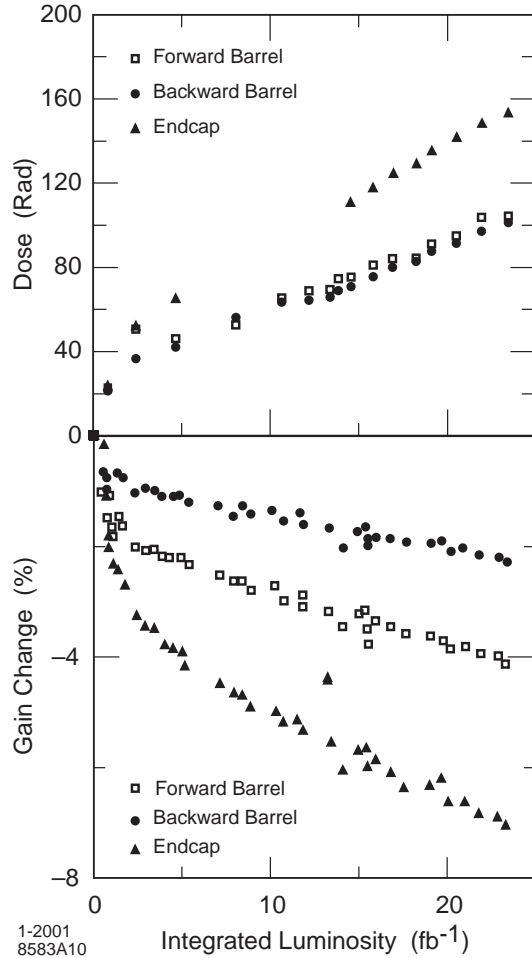 200
Forward Barrel
Backward Barrel
Endcap
160
120
80
40
0
Dose (Rad)
Gain Change (%)
–4
–8
Forward Barrel
Backward Barrel
Endcap
0 10 20
Integrated Luminosity (fb-1)
1-2001
8583A10